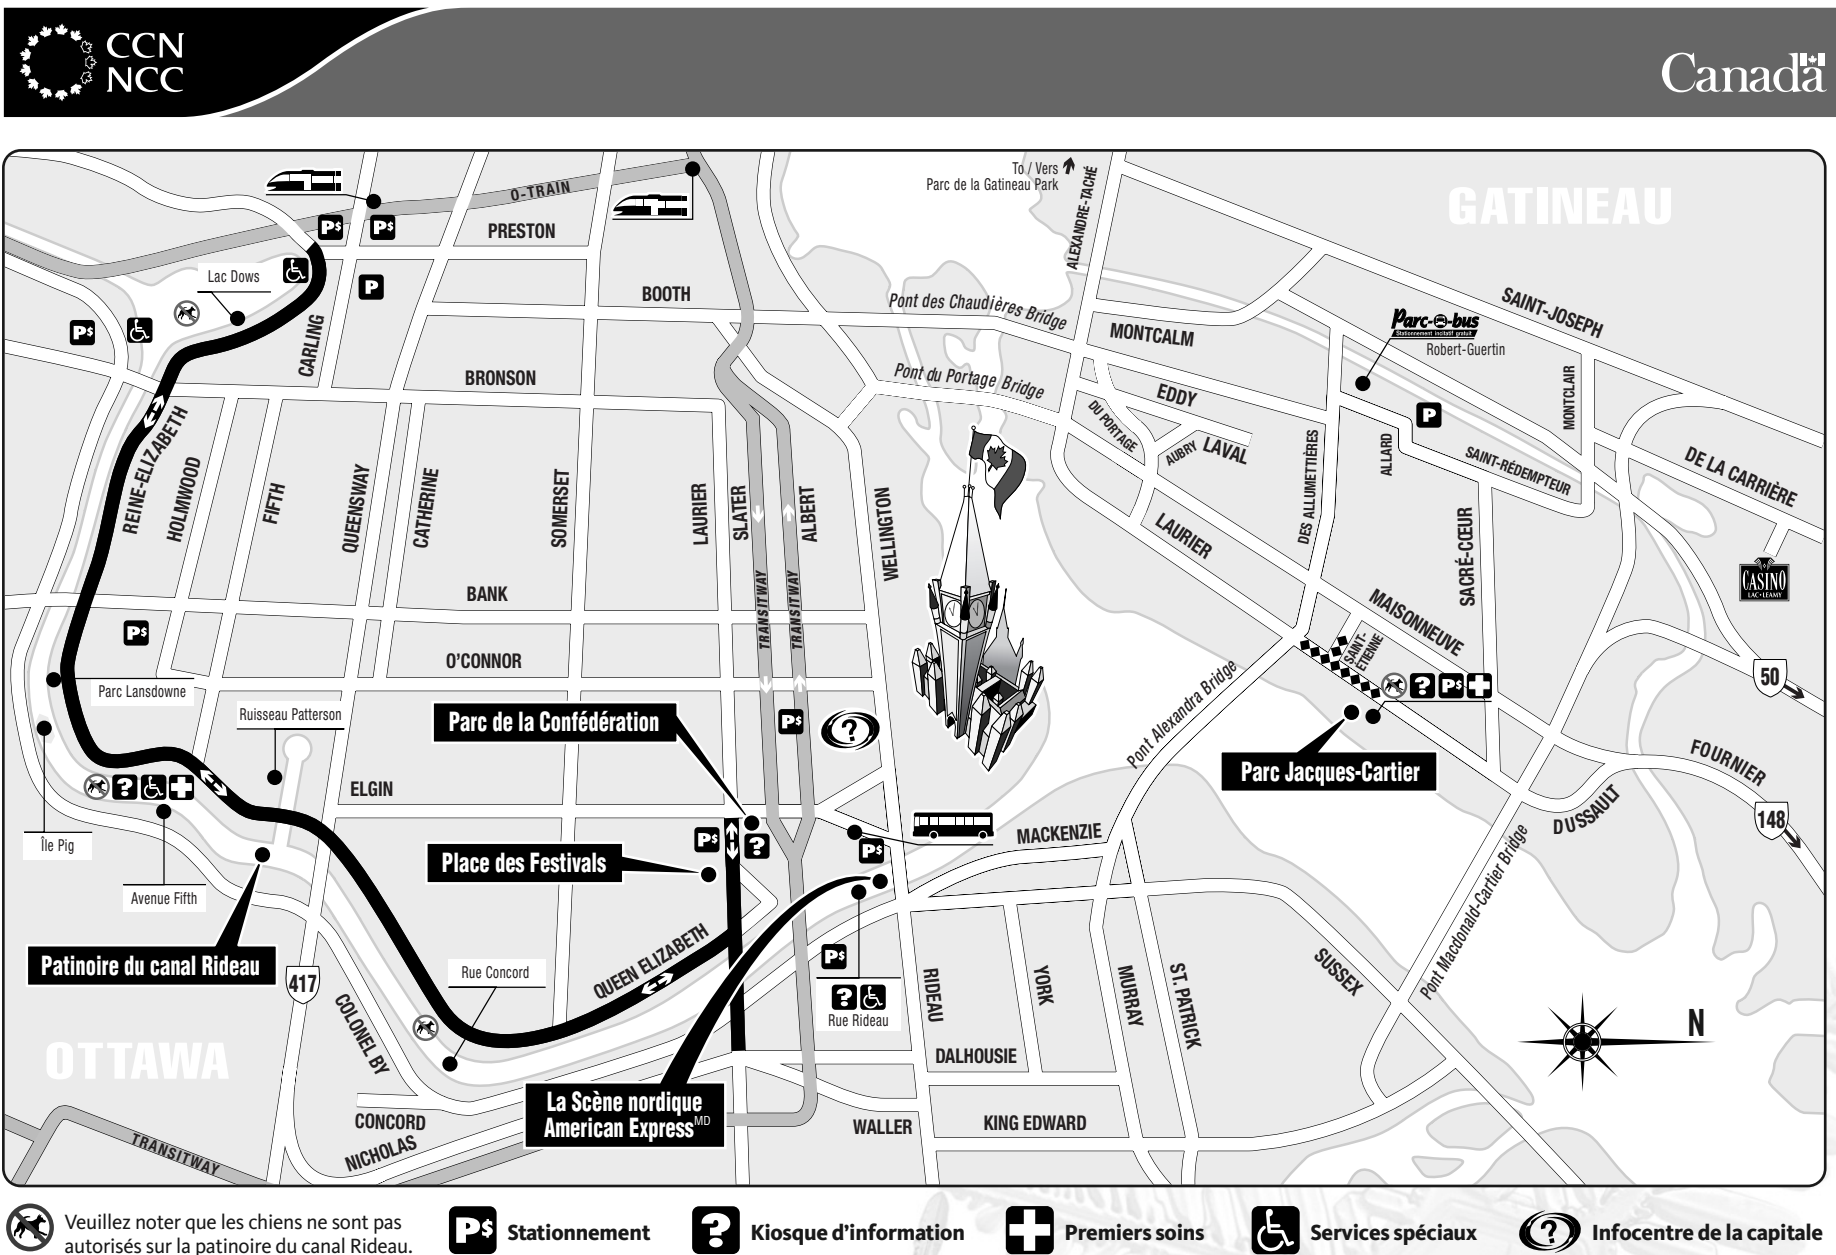 CCN
NCC
Canada
To / Vers
Parc de la Gatineau Park
ALEXANDRE-TACHÉ
GATINEAU
O-TRAIN
PRESTON
Lac Dows
BOOTH
Pont des Chaudières Bridge
MONTCALM
SAINT-JOSEPH
Parc-O-bus
Stationnement incitatif gratuit
Robert-Guertin
CARLING
BRONSON
Pont du Portage Bridge
EDDY
MONTCLAIR
DU PORTAGE
AUBRY
LAVAL
DES ALLUMETTIÈRES
ALLARD
SAINT-RÉDEMPTEUR
DE LA CARRIÈRE
REINE-ELIZABETH
HOLMWOOD
FIFTH
QUEENSWAY
CATHERINE
SOMERSET
LAURIER
SLATER
ALBERT
WELLINGTON
LAURIER
SACRÉ-CŒUR
CASINO
LAC-LEAMY
BANK
TRANSITWAY
TRANSITWAY
MAISONNEUVE
SAINT-
ÉTIENNE
O'CONNOR
P$
P$
P
P$
P
P$
50
Parc Lansdowne
Ruisseau Patterson
Parc de la Confédération
P$
?
Pont Alexandra Bridge
? P$
Parc Jacques-Cartier
FOURNIER
148
?
ELGIN
Île Pig
Avenue Fifth
Place des Festivals
P$
?
P$
MACKENZIE
DUSSAULT
Pont Macdonald-Cartier Bridge
Patinoire du canal Rideau
417
Rue Concord
QUEEN ELIZABETH
P$
?
Rue Rideau
RIDEAU
YORK
MURRAY
ST. PATRICK
SUSSEX
N
OTTAWA
COLONEL BY
DALHOUSIE
La Scène nordique
American Express MD
CONCORD
NICHOLAS
WALLER
KING EDWARD
TRANSITWAY
Veuillez noter que les chiens ne sont pas
autorisés sur la patinoire du canal Rideau.
P$ Stationnement
? Kiosque d'information
Premiers soins
Services spéciaux
? Infocentre de la capitale